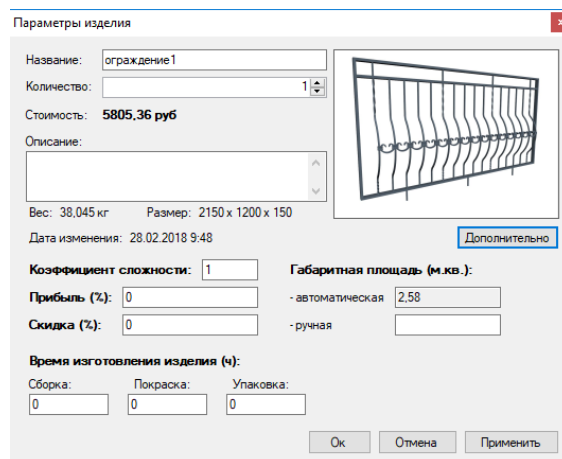 Параметры изделия
Название: ограждение1
Количество: 1
Стоимость: 5805,36 руб
Описание:
Вес: 38,045 кг Размер: 2150 x 1200 x 150
Дата изменения: 28.02.2018 9:48
Дополнительно
Коэффициент сложности: 1 Габаритная площадь (м.кв.):
Прибыль (%): 0 - автоматическая 2,58
Скидка (%): 0 - ручная
Время изготовления изделия (ч):
Сборка: Покраска: Упаковка:
0 0 0
Ок Отмена Применить